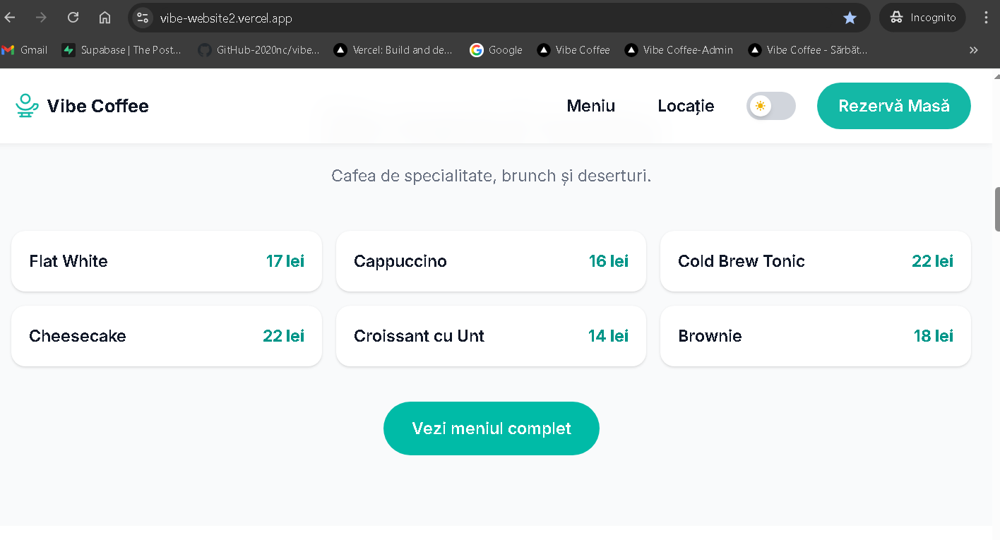 vibe-website2.vercel.app
Incognito
Gmail
Supabase | The Post...
GitHub-2020nc/vibe...
Vercel: Build and de...
Google
Vibe Coffee
Vibe Coffee-Admin
Vibe Coffee - Sărbăt...
Vibe Coffee
Meniu
Locație
Rezervă Masă
Cafea de specialitate, brunch și deserturi.
Flat White 17 lei
Cappuccino 16 lei
Cold Brew Tonic 22 lei
Cheesecake 22 lei
Croissant cu Unt 14 lei
Brownie 18 lei
Vezi meniul complet